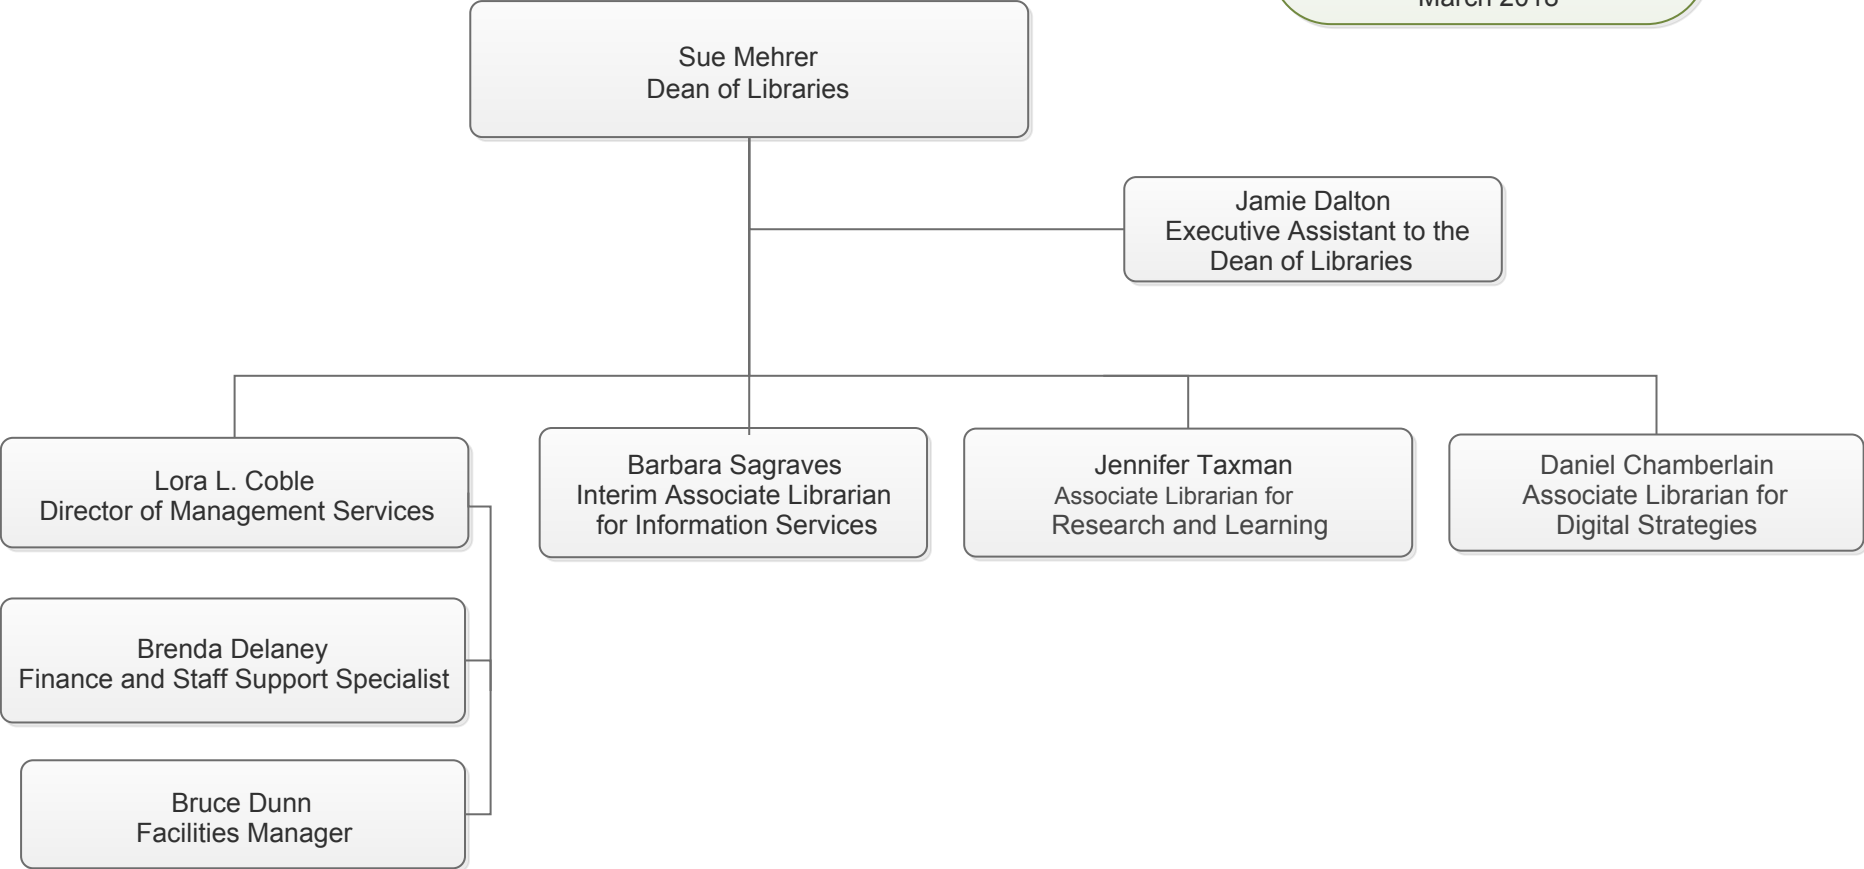 March 2018
Sue Mehrer
Dean of Libraries
Jamie Dalton
Executive Assistant to the
Dean of Libraries
Lora L. Coble
Director of Management Services
Barbara Sagraves
Interim Associate Librarian
for Information Services
Jennifer Taxman
Associate Librarian for
Research and Learning
Daniel Chamberlain
Associate Librarian for
Digital Strategies
Brenda Delaney
Finance and Staff Support Specialist
Bruce Dunn
Facilities Manager